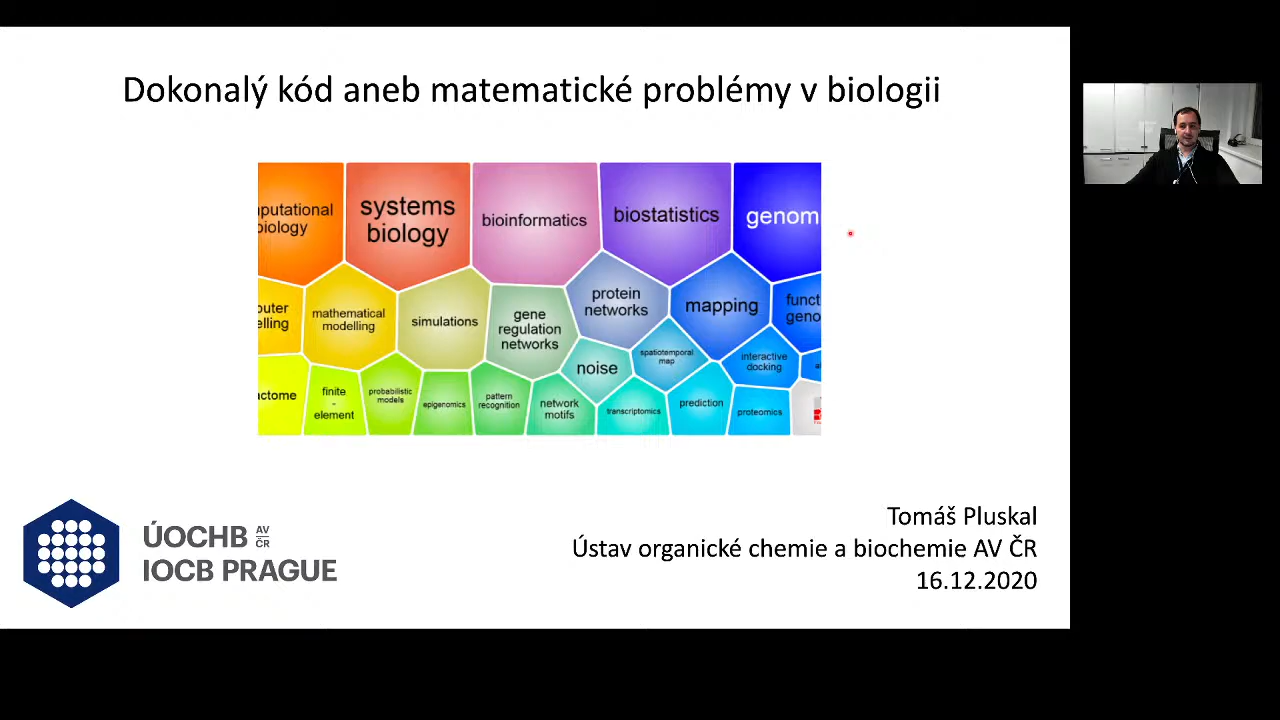 Dokonalý kód aneb matematické problémy v biologii
systems
biology
bioinformatics
biostatistics
genom
mathematical
modelling
simulations
gene
regulation
networks
protein
networks
mapping
noise
spatiotemporal
map
interactive
docking
finite
-
element
probabilistic
models
epigenomics
pattern
recognition
network
motifs
transcriptomics
prediction
proteomics
ÚOCHB AV
ČR
IOCB PRAGUE
Tomáš Pluskal
Ústav organické chemie a biochemie AV ČR
16.12.2020